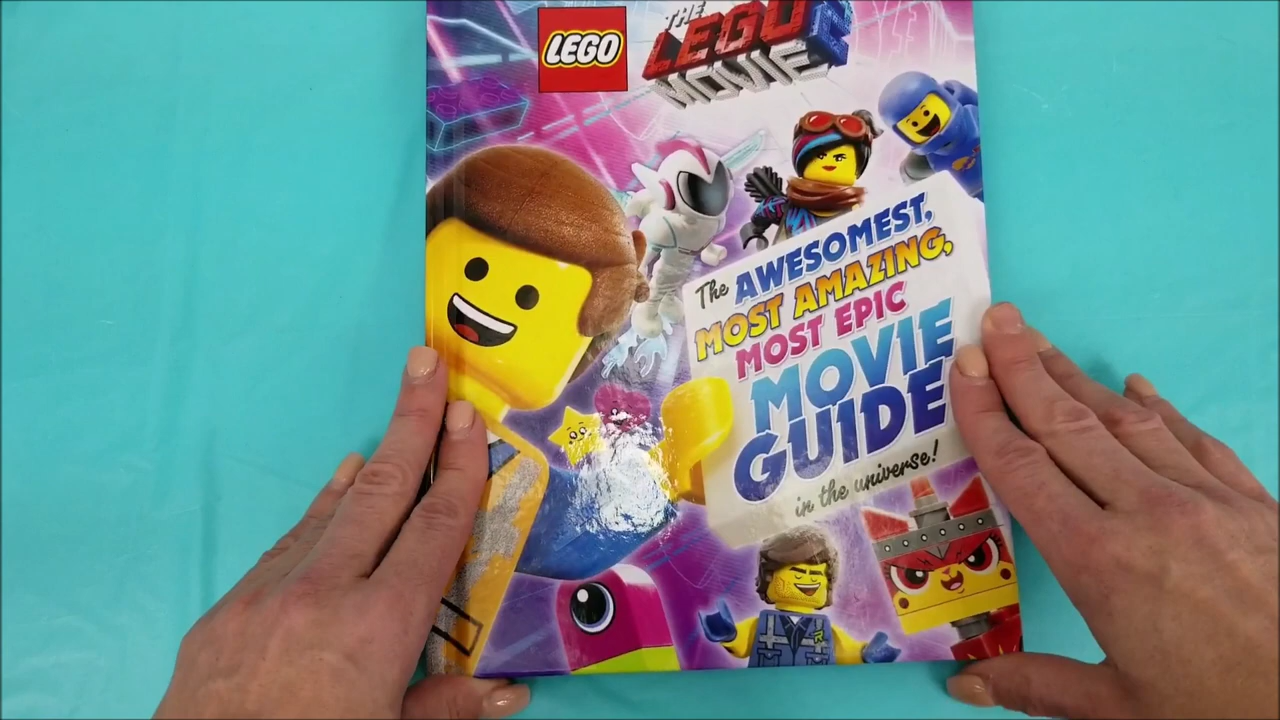 LEGO
THE
LEGO
MOVIE 2
The AWESOMEST,
MOST AMAZING,
MOST EPIC
MOVIE
GUIDE
in the universe!